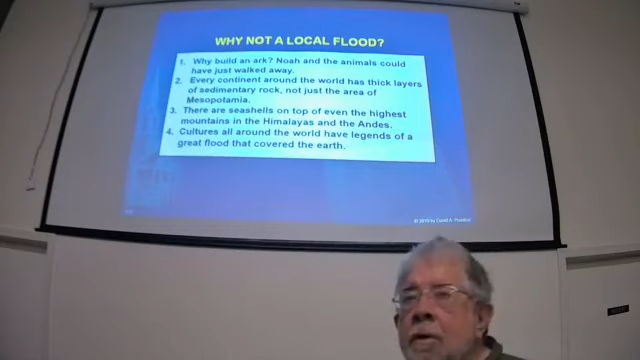 WHY NOT A LOCAL FLOOD?
1. Why build an ark? Noah and the animals could
have just walked away.
2. Every continent around the world has thick layers
of sedimentary rock, not just the area of
Mesopotamia.
3. There are seashells on top of even the highest
mountains in the Himalayas and the Andes.
4. Cultures all around the world have legends of a
great flood that covered the earth.
© 2019 by David A.